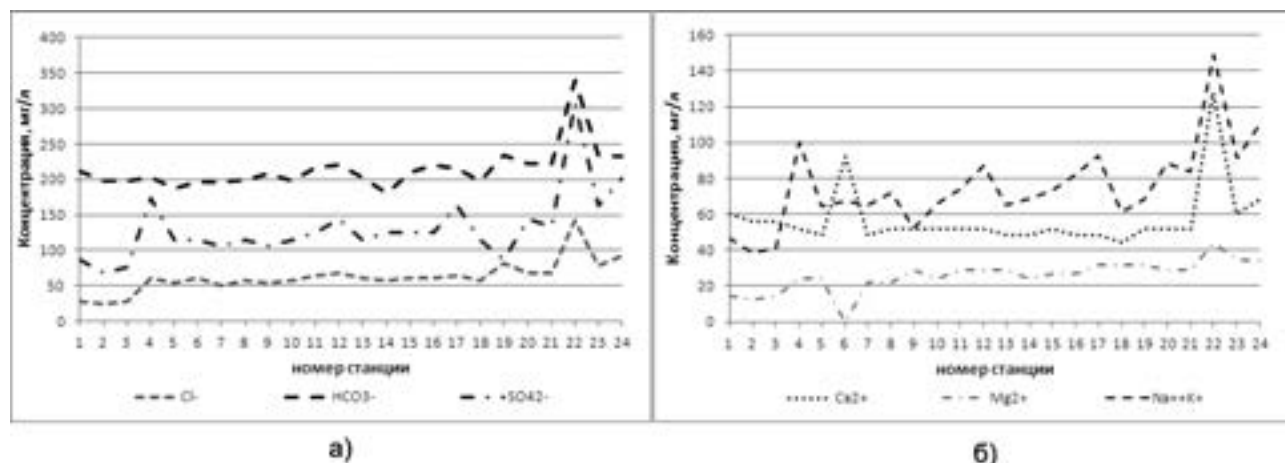 Концентрация, мг/л
400
350
300
250
200
150
100
50
0
1 2 3 4 5 6 7 8 9 10 11 12 13 14 15 16 17 18 19 20 21 22 23 24
номер станции
Cl- HCO3- +SO42-
а)
Концентрация, мг/л
160
140
120
100
80
60
40
20
0
1 2 3 4 5 6 7 8 9 10 11 12 13 14 15 16 17 18 19 20 21 22 23 24
номер станции
Ca2+ Mg2+ Na++K+
б)